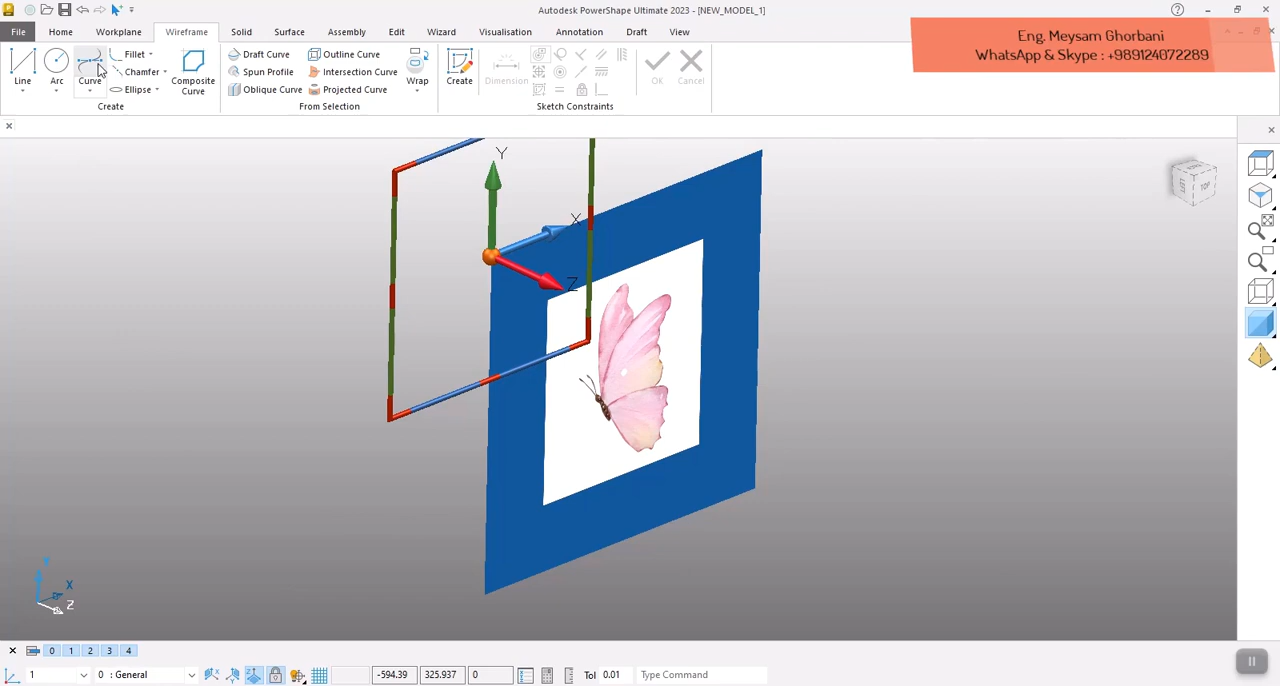 Autodesk PowerShape Ultimate 2023 - [NEW_MODEL_1]
File Home Workplane Wireframe Solid Surface Assembly Edit Wizard Visualisation Annotation Draft View
Eng. Meysam Ghorbani
WhatsApp & Skype : +989124072289
Line Arc Curve
Fillet
Chamfer
Ellipse
Composite
Curve
Draft Curve
Spun Profile
Oblique Curve
Outline Curve
Intersection Curve
Projected Curve
Wrap
Create
Dimension
OK
Cancel
Create From Selection Sketch Constraints
Y
X
Z
LEFT
TOP
Y
X
Z
0 1 2 3 4
1 0 : General -594.39 325.937 0 Tol 0.01 Type Command